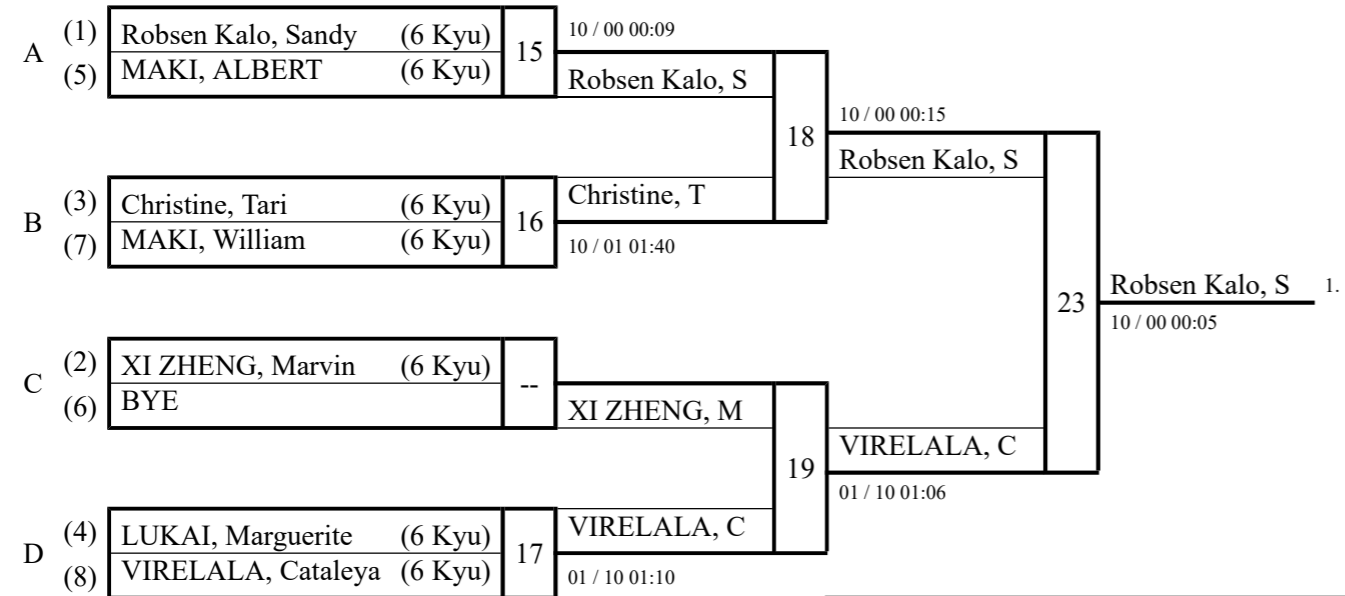 A (1) Robsen Kalo, Sandy (6 Kyu) 15 10 / 00 00:09
(5) MAKI, ALBERT (6 Kyu) Robsen Kalo, S
18 10 / 00 00:15
Robsen Kalo, S
B (3) Christine, Tari (6 Kyu) 16 Christine, T
(7) MAKI, William (6 Kyu) 10 / 01 01:40
23 Robsen Kalo, S 1.
10 / 00 00:05
C (2) XI ZHENG, Marvin (6 Kyu) --
(6) BYE XI ZHENG, M
19 VIRELALA, C
01 / 10 01:06
D (4) LUKAI, Marguerite (6 Kyu) 17 VIRELALA, C
(8) VIRELALA, Cataleya (6 Kyu) 01 / 10 01:10